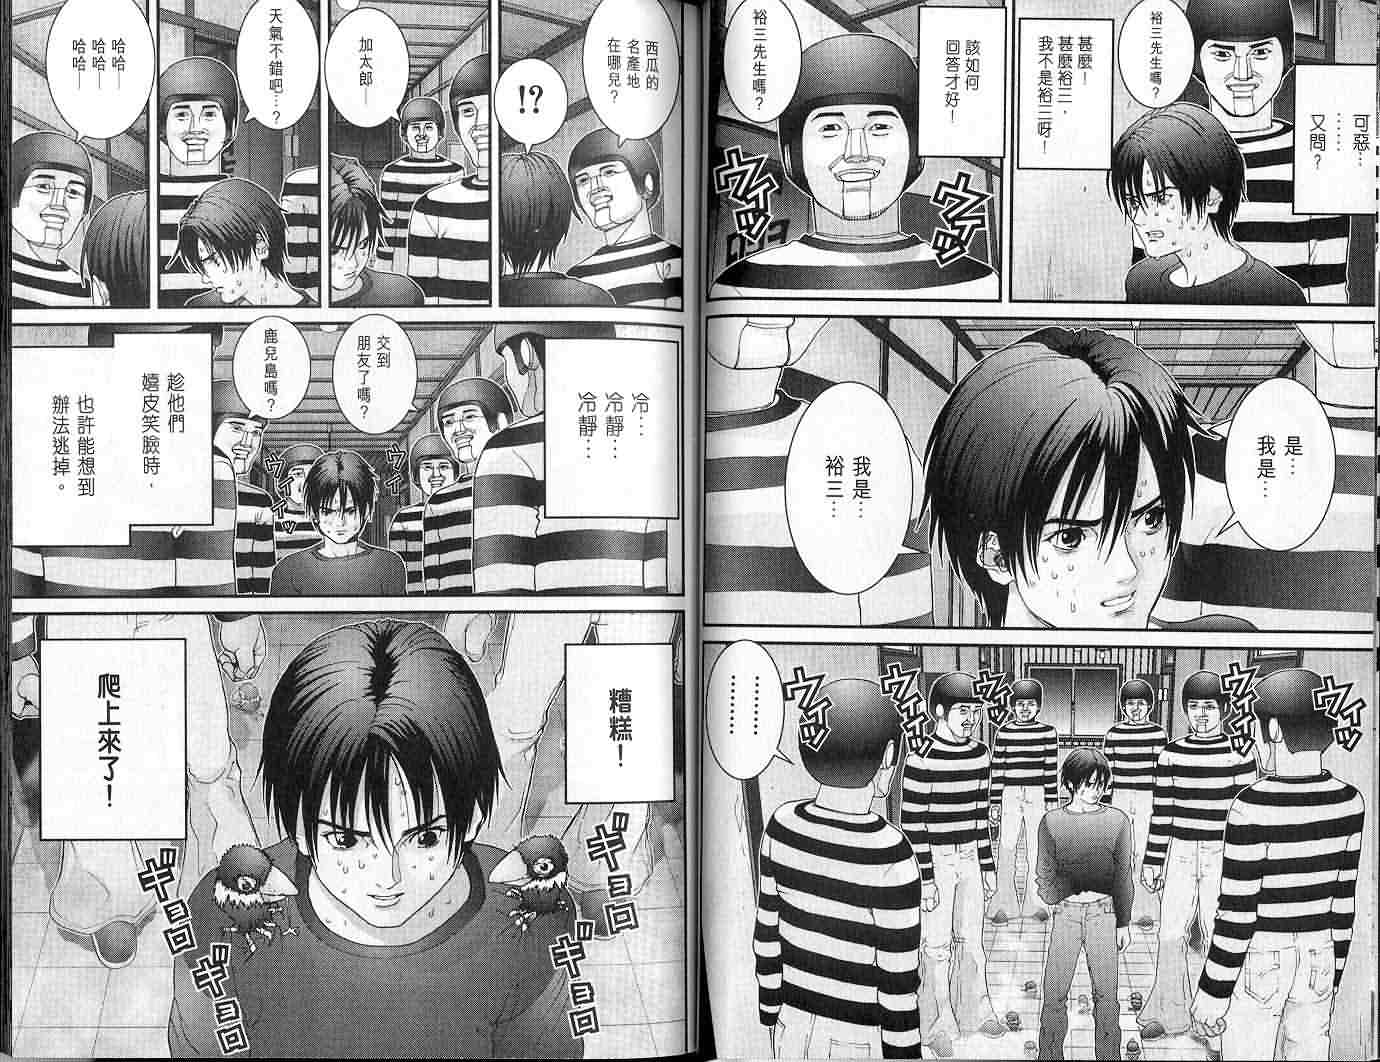 可惡…
……
又問？
裕三先生嗎？
甚麼！
甚麼裕三，
我不是裕三呀！
該如何
回答才好！
裕三先生嗎？
ウィッ
ウィッ
是…
我是…
我是…
裕三…
ウィッ
ウィッ
ウィッ
ウィィッ
ウィッ
………
………
西瓜的
名產地
在哪兒？
!?
加太郎—
天氣不錯吧…？
哈哈—
哈哈—
哈哈—
冷…
冷靜…
冷靜…
交到
朋友了嗎？
鹿兒島嗎？
ウィ
ウィィッ
趁他們
嬉皮笑臉時，
也許能想到
辦法逃掉。
糟糕！
爬上來了！
ギョロ
ギョロ
ギョロ
ギョロ